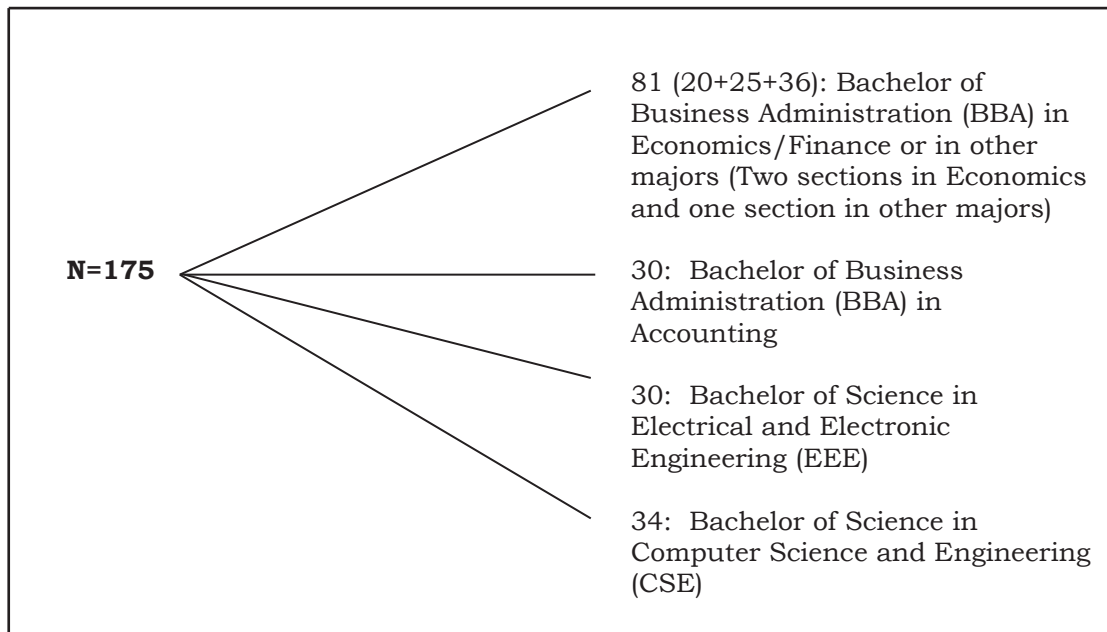 81 (20+25+36): Bachelor of
Business Administration (BBA) in
Economics/Finance or in other
majors (Two sections in Economics
and one section in other majors)
N=175
30: Bachelor of Business
Administration (BBA) in
Accounting
30: Bachelor of Science in
Electrical and Electronic
Engineering (EEE)
34: Bachelor of Science in
Computer Science and Engineering
(CSE)